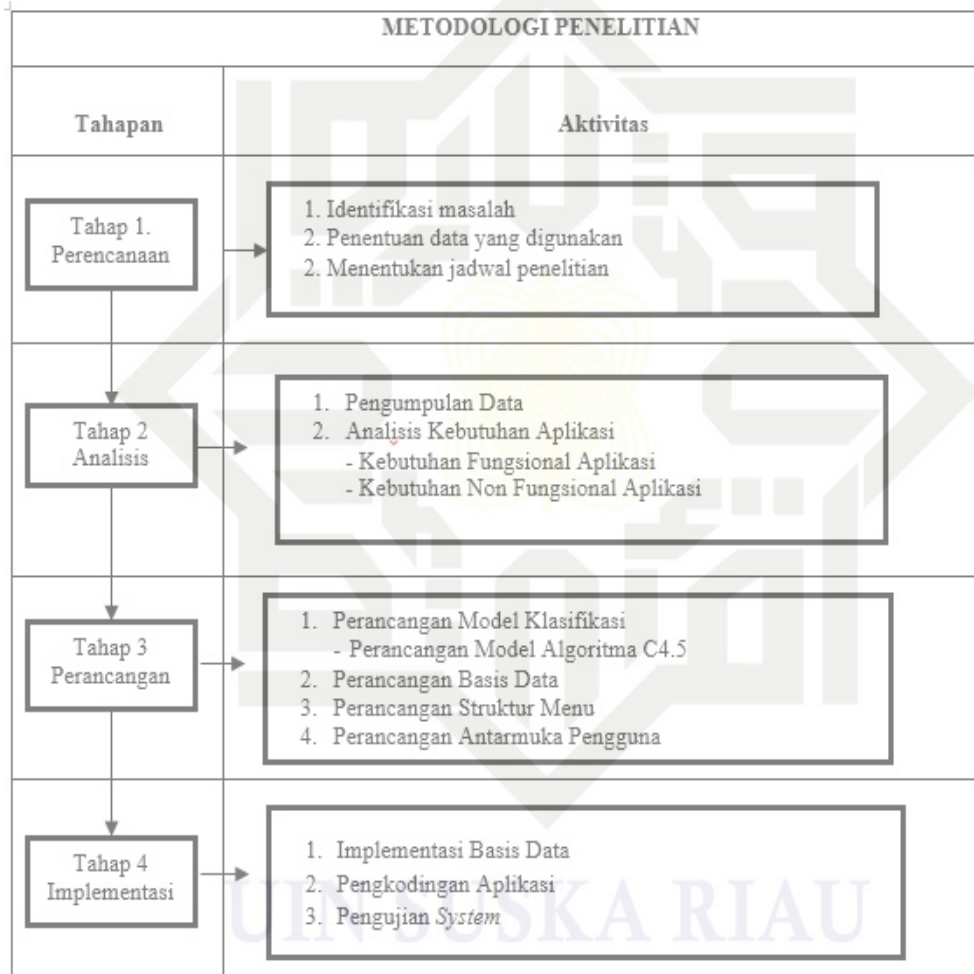 METODOLOGI PENELITIAN
Tahapan
Aktivitas
Tahap 1.
Perencanaan
1. Identifikasi masalah
2. Penentuan data yang digunakan
2. Menentukan jadwal penelitian
Tahap 2
Analisis
1. Pengumpulan Data
2. Analisis Kebutuhan Aplikasi
- Kebutuhan Fungsional Aplikasi
- Kebutuhan Non Fungsional Aplikasi
Tahap 3
Perancangan
1. Perancangan Model Klasifikasi
- Perancangan Model Algoritma C4.5
2. Perancangan Basis Data
3. Perancangan Struktur Menu
4. Perancangan Antarmuka Pengguna
Tahap 4
Implementasi
1. Implementasi Basis Data
2. Pengkodingan Aplikasi
3. Pengujian System
UIN SUSKA RIAU